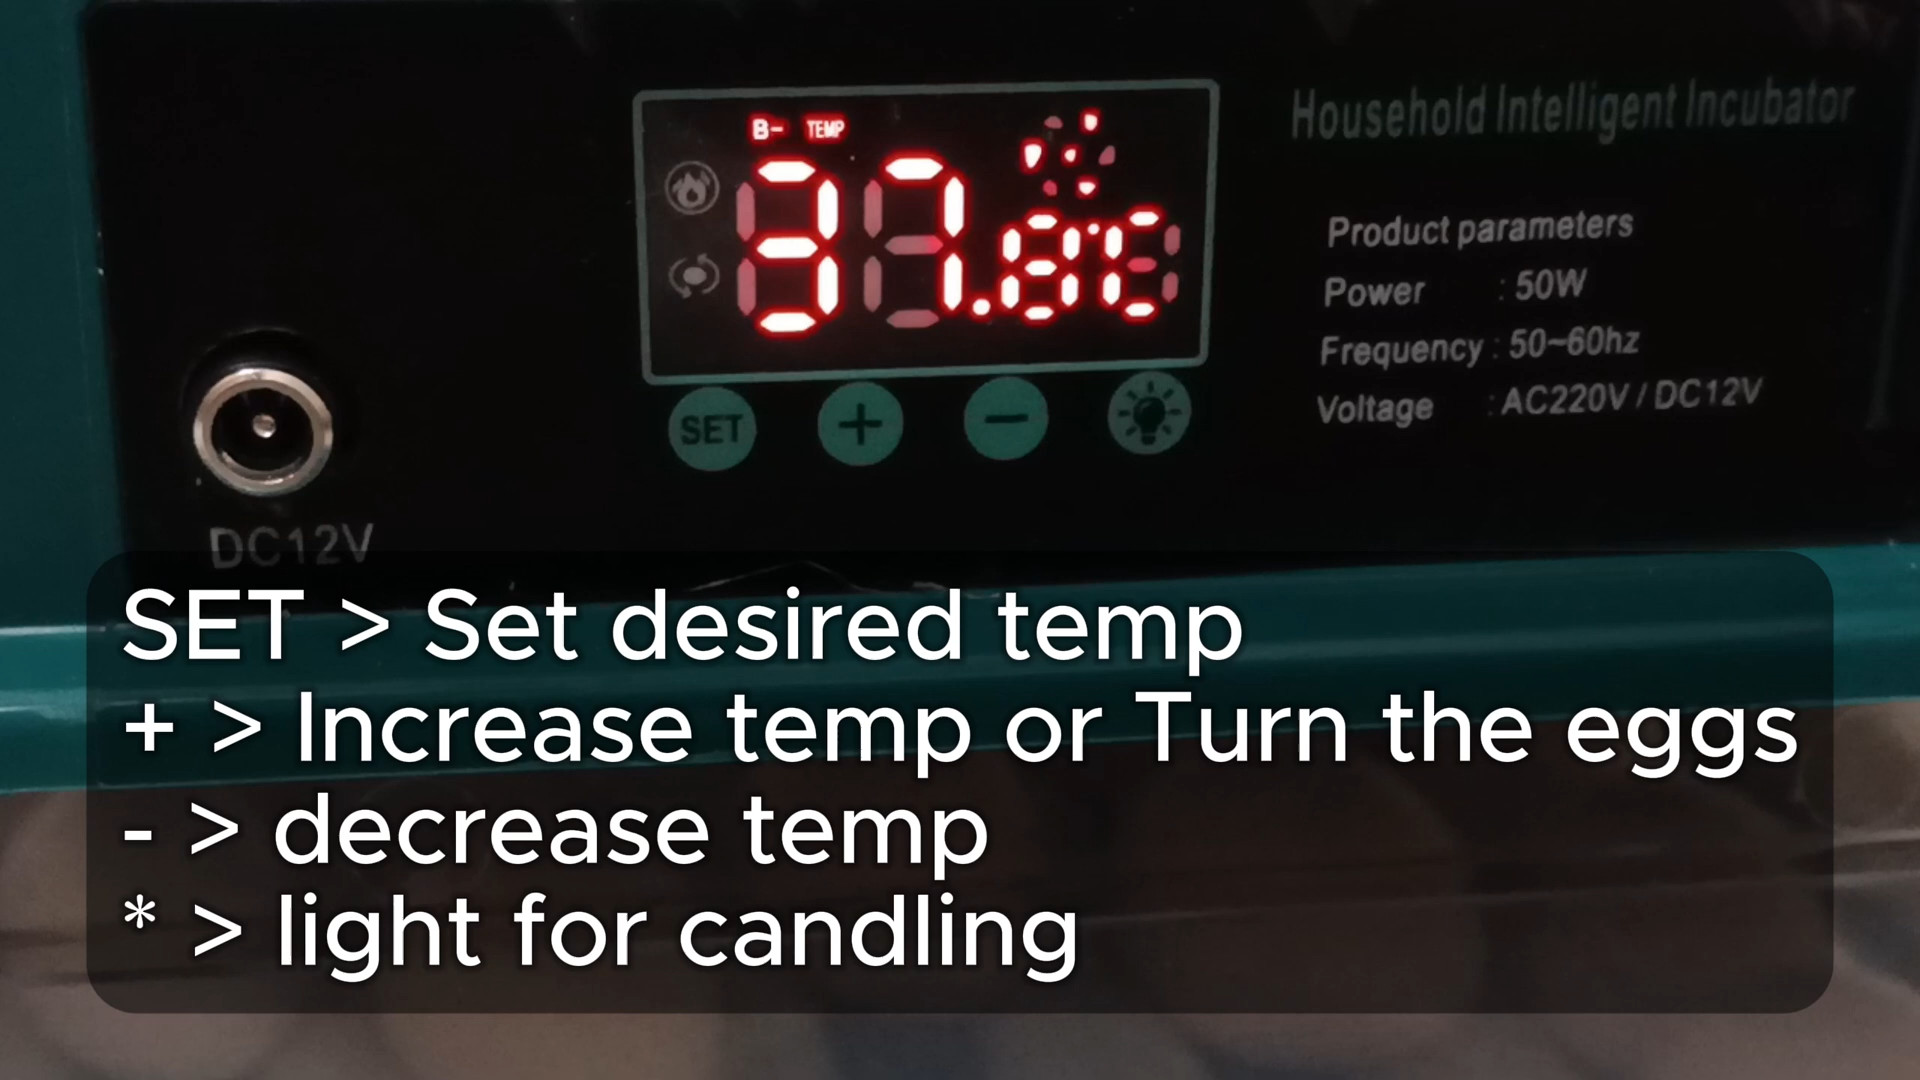 B- TEMP
37.8°C
Household Intelligent Incubator
Product parameters
Power : 50W
Frequency : 50~60hz
Voltage : AC220V / DC12V
SET + −
DC12V
SET > Set desired temp
+ > Increase temp or Turn the eggs
- > decrease temp
* > light for candling